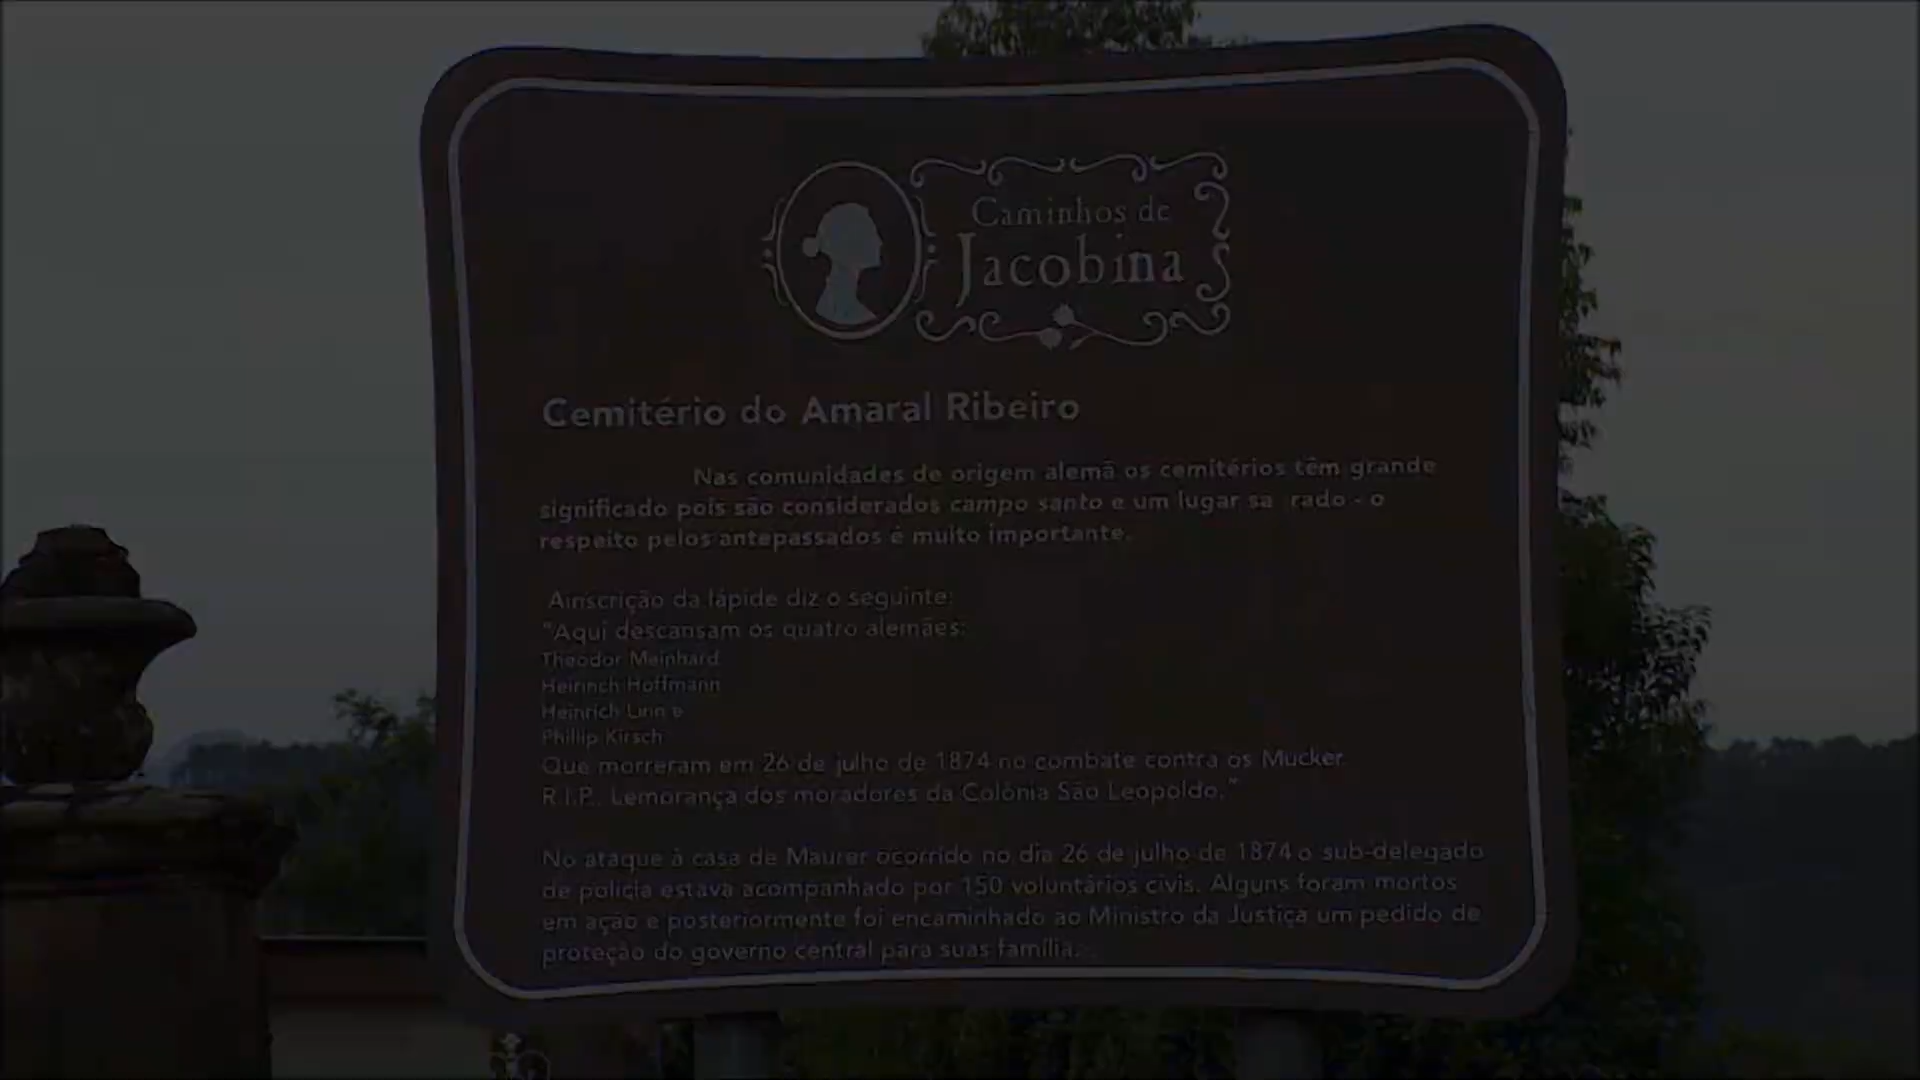 Caminhos de
Jacobina
Cemitério do Amaral Ribeiro
Nas comunidades de origem alemã os cemitérios têm grande
significado pois são considerados campo santo e um lugar sa rado - o
respeito pelos antepassados é muito importante.
Ainscrição da lápide diz o seguinte:
"Aqui descansam os quatro alemães:
Theodor Meinhard
Heirinch Hoffmann
Heinrich Linn e
Phillip Kirsch
Que morreram em 26 de julho de 1874 no combate contra os Mucker.
R.I.P.. Lemorança dos moradores da Colônia São Leopoldo."
No ataque à casa de Maurer ocorrido no dia 26 de julho de 1874 o sub-delegado
de polícia estava acompanhado por 150 voluntários civis. Alguns foram mortos
em ação e posteriormente foi encaminhado ao Ministro da Justiça um pedido de
proteção do governo central para suas família.